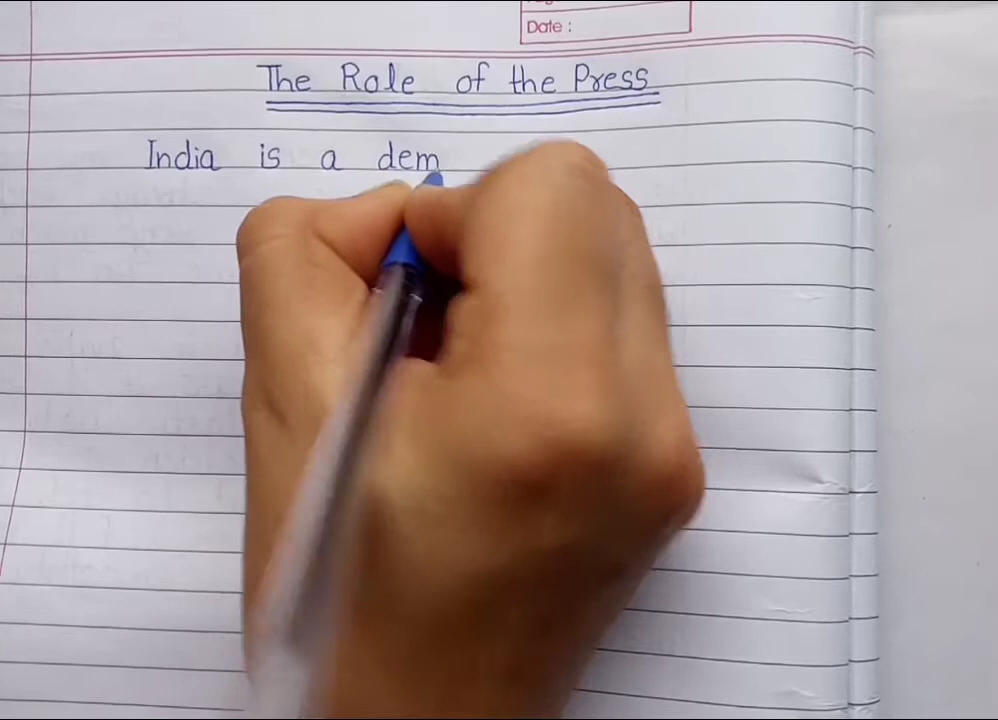 Date :
The Role of the Press
India is a dem